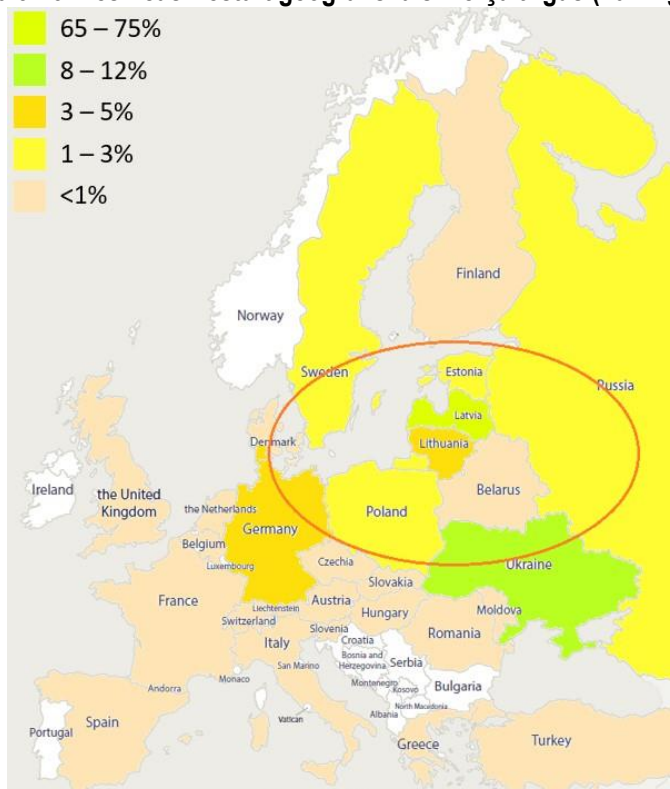 65 – 75%
8 – 12%
3 – 5%
1 – 3%
<1%
Finland
Norway
Sweden
Estonia
Russia
Latvia
Denmark
Lithuania
Ireland
the United
Kingdom
Belarus
the Netherlands
Poland
Germany
Belgium
Luxembourg
Czechia
Ukraine
Slovakia
France
Liechtenstein
Austria
Switzerland
Hungary
Moldova
Slovenia
Romania
Italy
Croatia
Bosnia and
Herzegovina
Serbia
San Marino
Monaco
Montenegro
Kosovo
Bulgaria
Andorra
North Macedonia
Portugal
Spain
Vatican
Albania
Greece
Turkey